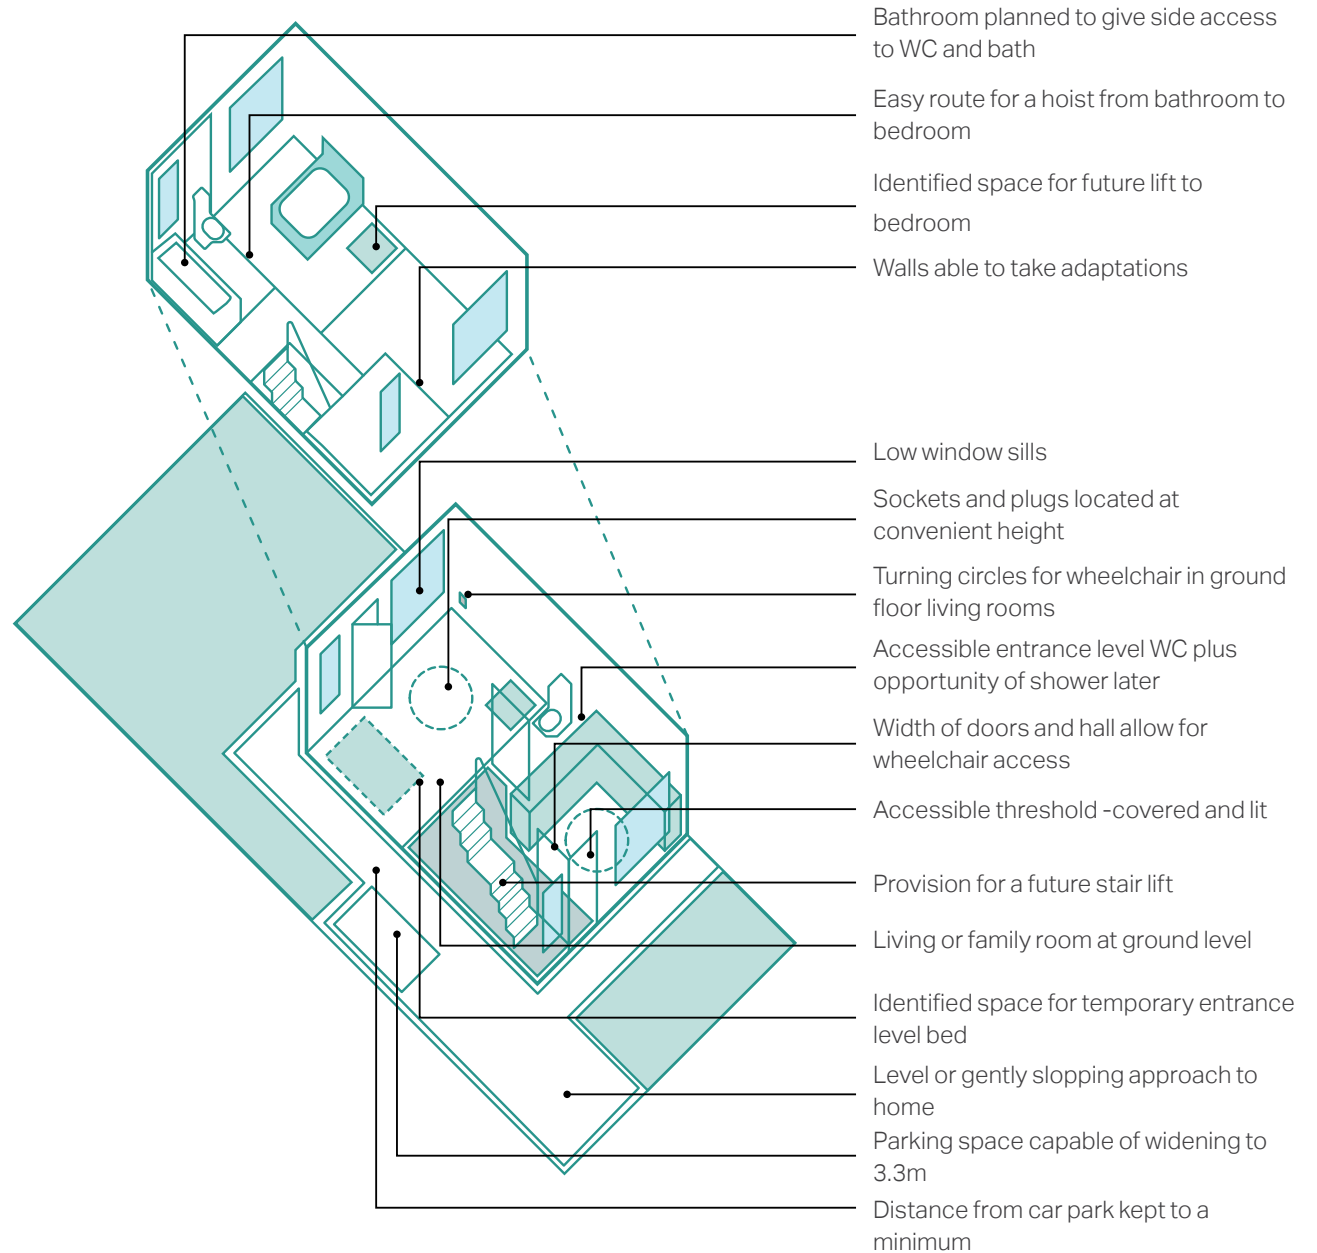 Bathroom planned to give side access
to WC and bath
Easy route for a hoist from bathroom to
bedroom
Identified space for future lift to
bedroom
Walls able to take adaptations
Low window sills
Sockets and plugs located at
convenient height
Turning circles for wheelchair in ground
floor living rooms
Accessible entrance level WC plus
opportunity of shower later
Width of doors and hall allow for
wheelchair access
Accessible threshold -covered and lit
Provision for a future stair lift
Living or family room at ground level
Identified space for temporary entrance
level bed
Level or gently slopping approach to
home
Parking space capable of widening to
3.3m
Distance from car park kept to a
minimum